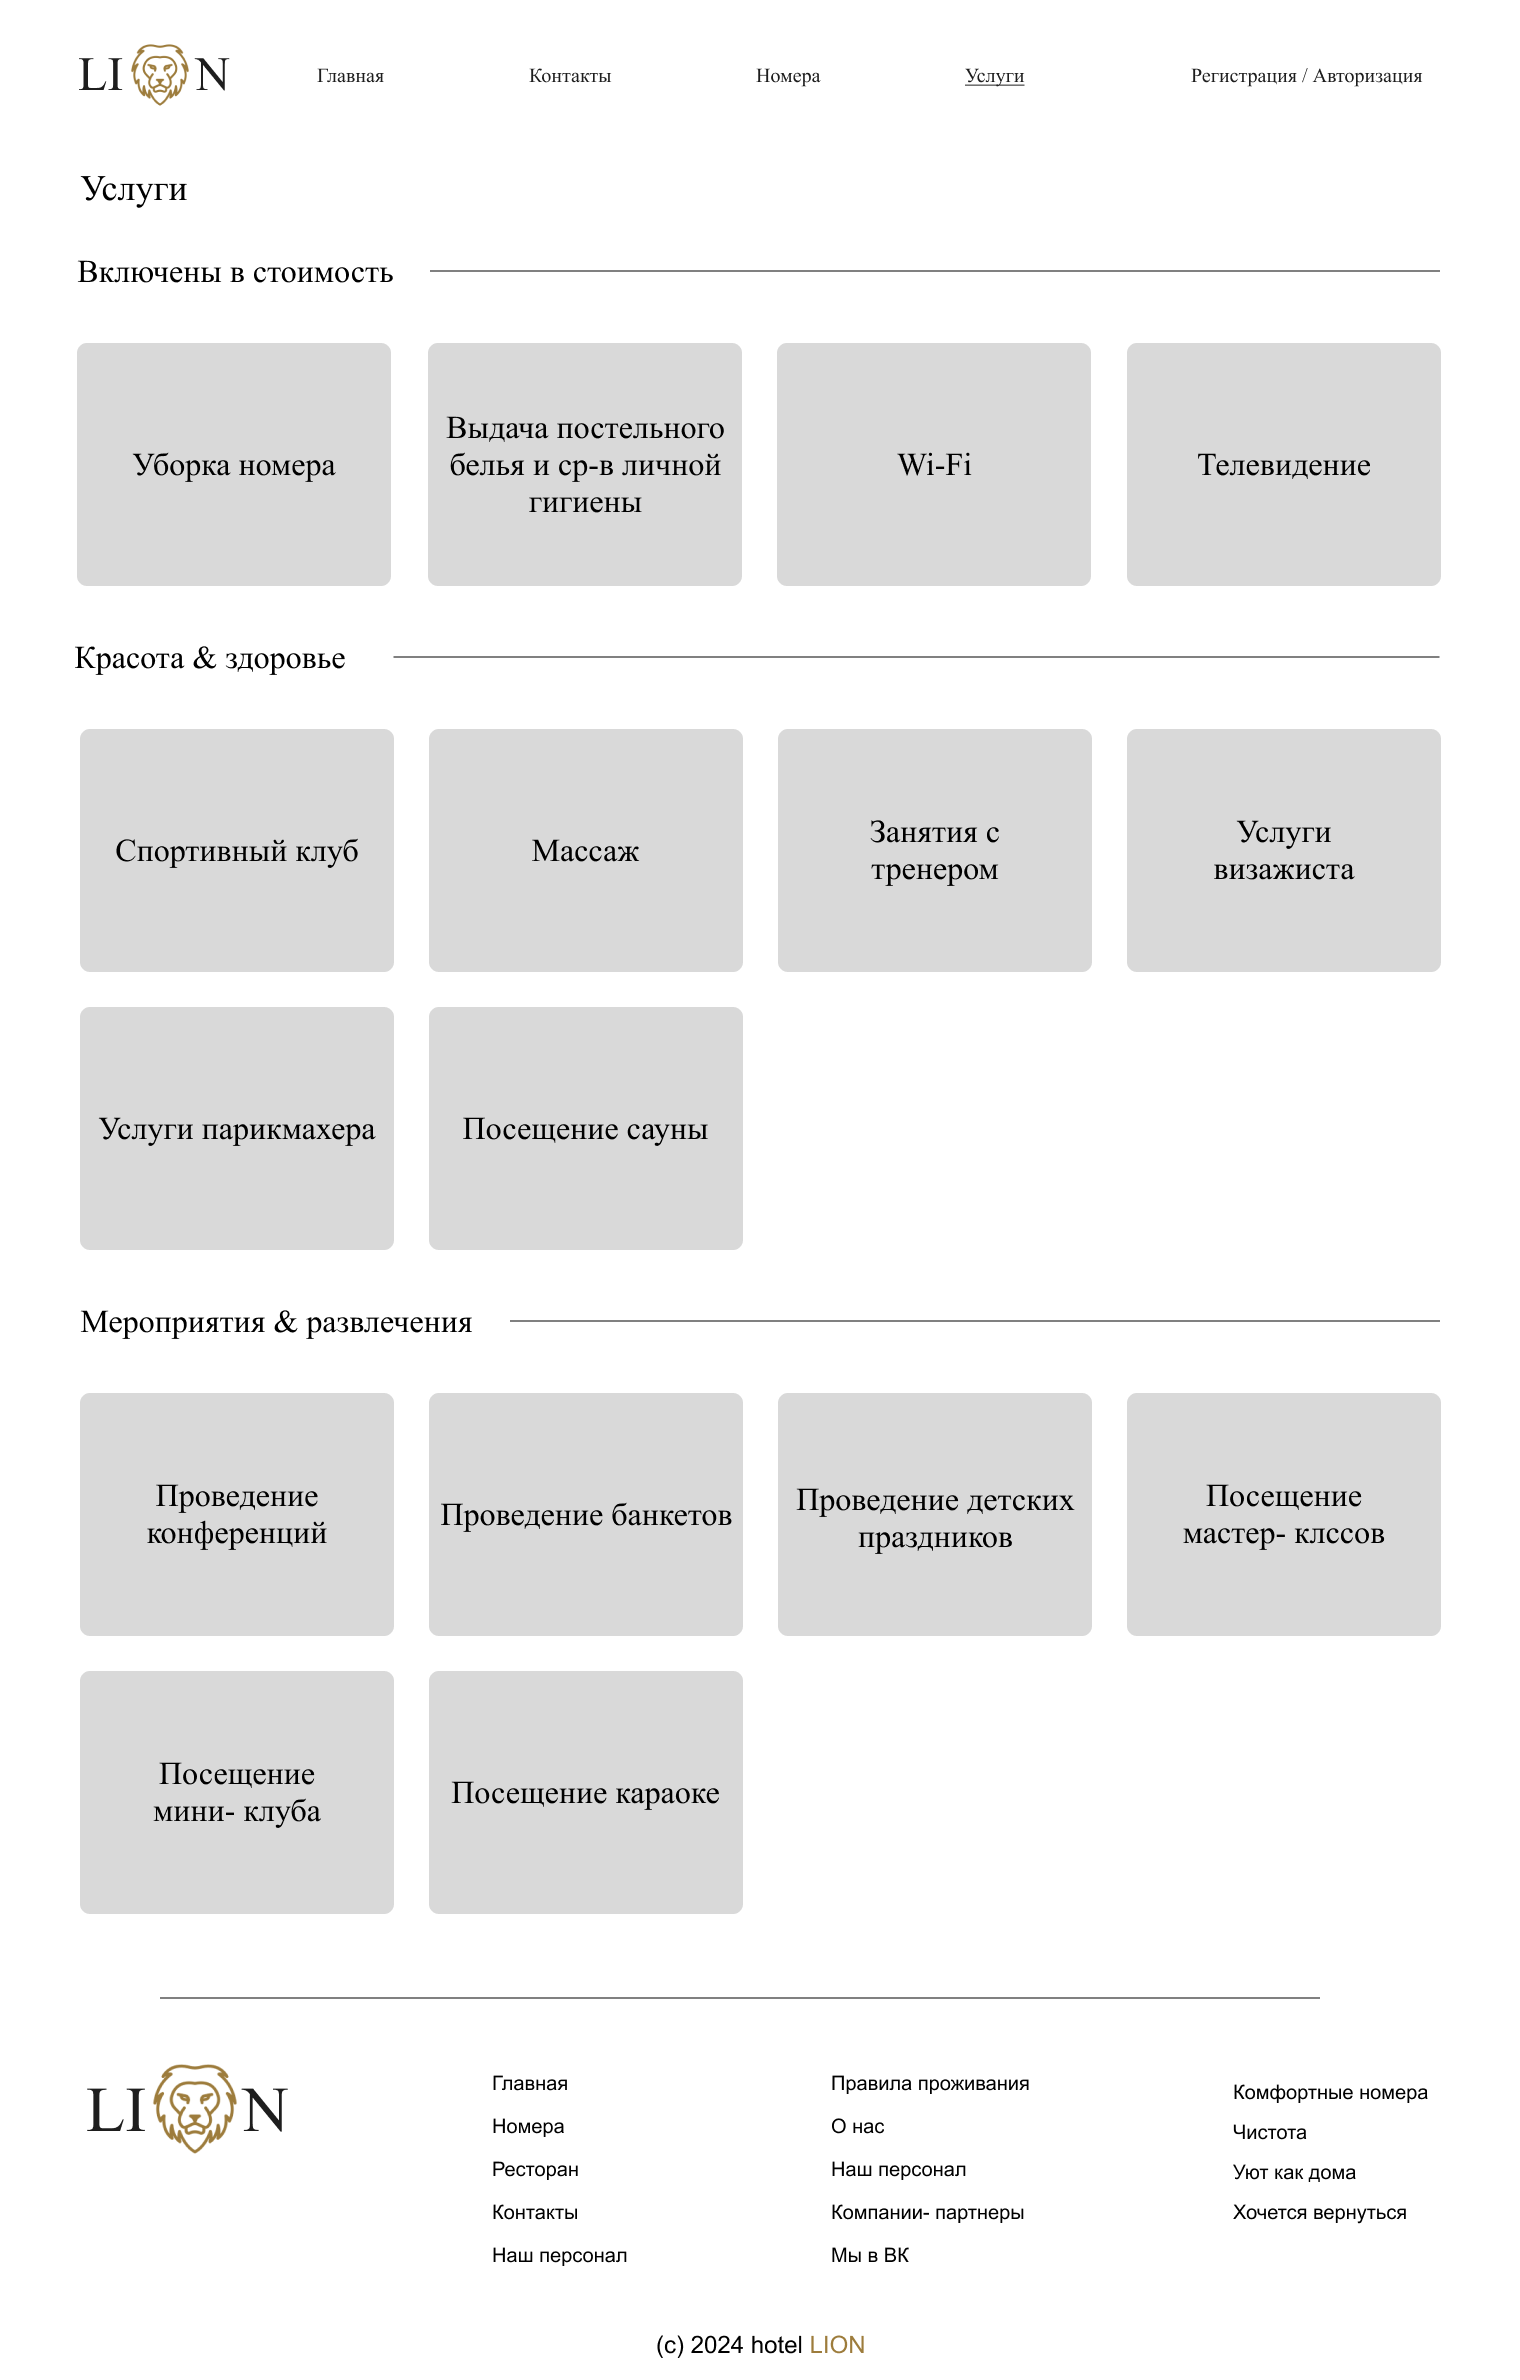 LION
Главная
Контакты
Номера
Услуги
Регистрация / Авторизация
Услуги
Включены в стоимость
Уборка номера
Выдача постельного
белья и ср-в личной
гигиены
Wi-Fi
Телевидение
Красота & здоровье
Спортивный клуб
Массаж
Занятия с
тренером
Услуги
визажиста
Услуги парикмахера
Посещение сауны
Мероприятия & развлечения
Проведение
конференций
Проведение банкетов
Проведение детских
праздников
Посещение
мастер- клссов
Посещение
мини- клуба
Посещение караоке
LION
Главная
Номера
Ресторан
Контакты
Наш персонал
Правила проживания
О нас
Наш персонал
Компании- партнеры
Мы в ВК
Комфортные номера
Чистота
Уют как дома
Хочется вернуться
(c) 2024 hotel LION